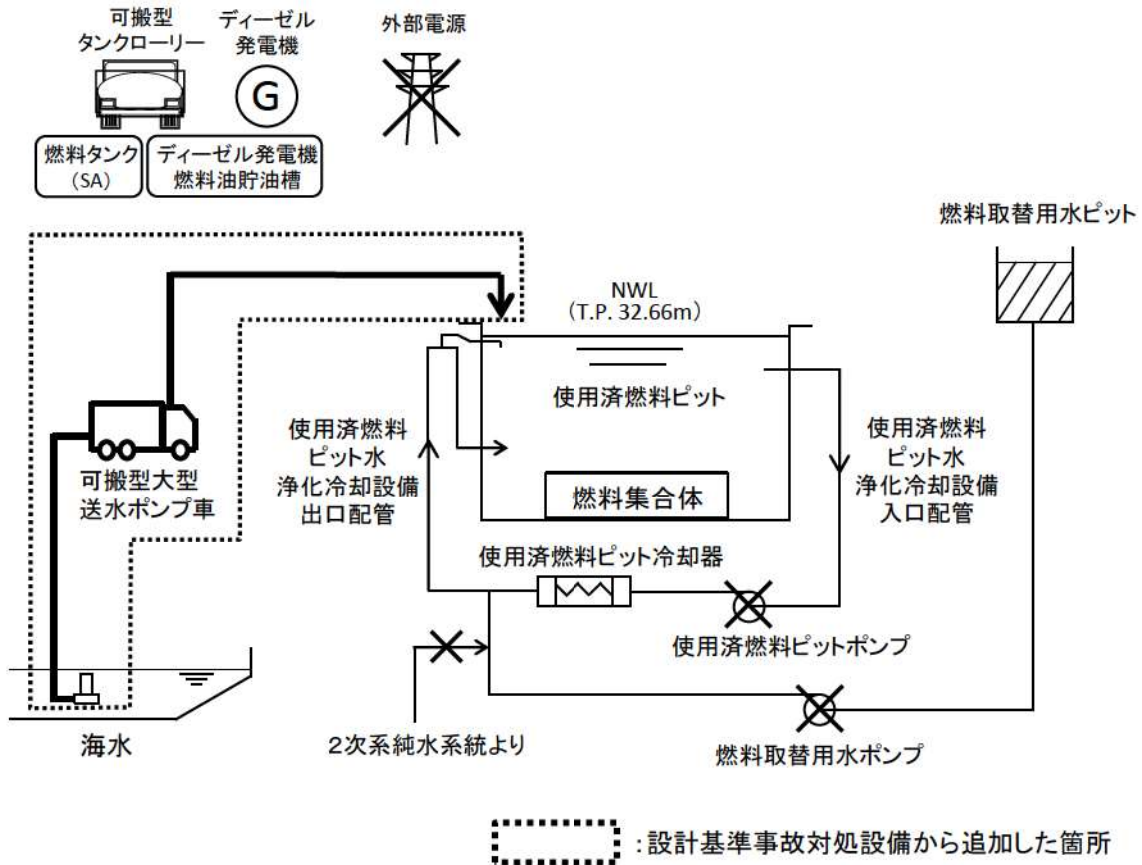 可搬型
タンクローリー
ディーゼル
発電機
外部電源
G
燃料タンク
(SA)
ディーゼル発電機
燃料油貯油槽
燃料取替用水ピット
NWL
(T.P. 32.66m)
使用済燃料ピット
使用済燃料
ピット水
浄化冷却設備
出口配管
使用済燃料
ピット水
浄化冷却設備
入口配管
可搬型大型
送水ポンプ車
燃料集合体
使用済燃料ピット冷却器
使用済燃料ピットポンプ
海水
2次系純水系統より
燃料取替用水ポンプ
:設計基準事故対処設備から追加した箇所